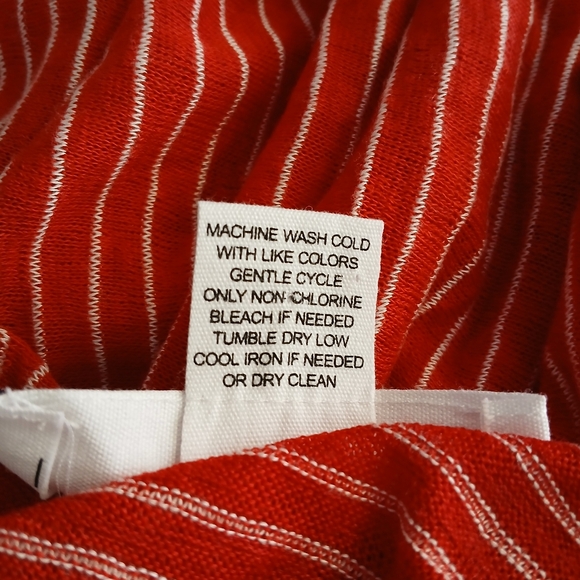 MACHINE WASH COLD
WITH LIKE COLORS
GENTLE CYCLE
ONLY NON-CHLORINE
BLEACH IF NEEDED
TUMBLE DRY LOW
COOL IRON IF NEEDED
OR DRY CLEAN